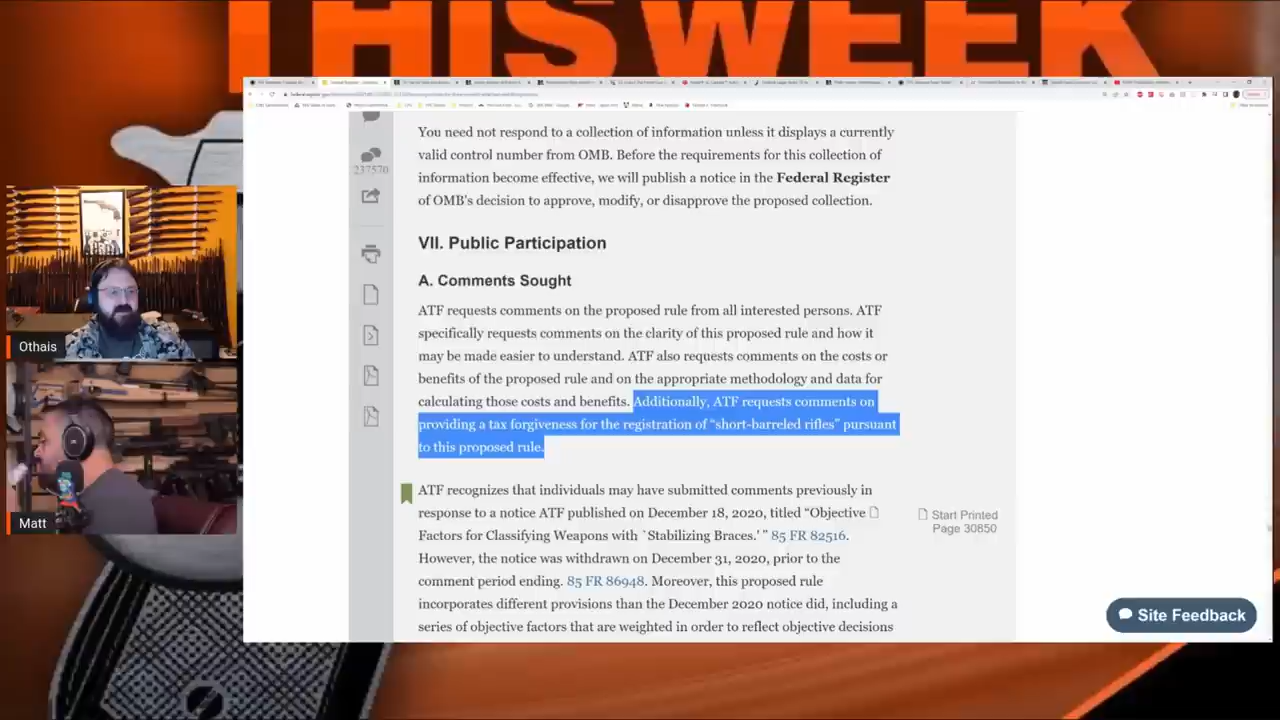 THIS WEEK
You need not respond to a collection of information unless it displays a currently
valid control number from OMB. Before the requirements for this collection of
information become effective, we will publish a notice in the Federal Register
of OMB's decision to approve, modify, or disapprove the proposed collection.
237570
VII. Public Participation
A. Comments Sought
ATF requests comments on the proposed rule from all interested persons. ATF
specifically requests comments on the clarity of this proposed rule and how it
may be made easier to understand. ATF also requests comments on the costs or
benefits of the proposed rule and on the appropriate methodology and data for
calculating those costs and benefits. Additionally, ATF requests comments on
providing a tax forgiveness for the registration of “short-barreled rifles” pursuant
to this proposed rule.
ATF recognizes that individuals may have submitted comments previously in
response to a notice ATF published on December 18, 2020, titled “Objective
Factors for Classifying Weapons with `Stabilizing Braces.' ” 85 FR 82516.
However, the notice was withdrawn on December 31, 2020, prior to the
comment period ending. 85 FR 86948. Moreover, this proposed rule
incorporates different provisions than the December 2020 notice did, including a
series of objective factors that are weighted in order to reflect objective decisions
Start Printed
Page 30850
Site Feedback
Othais
Matt